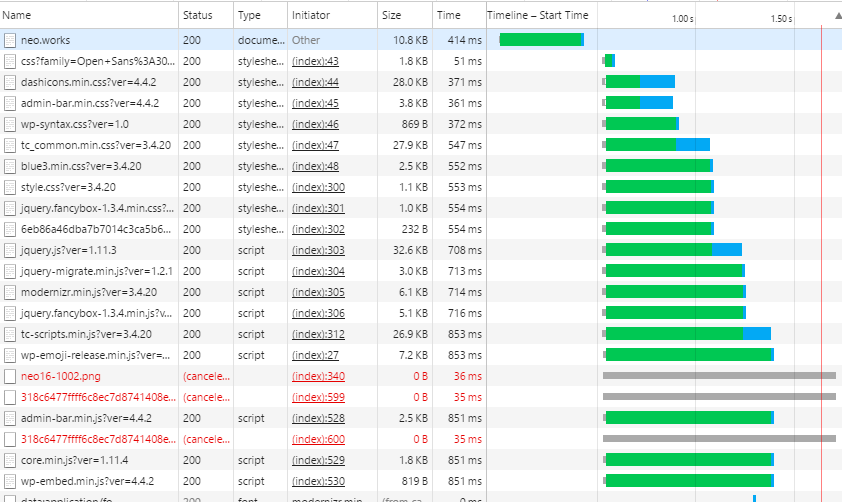 Name Status Type Initiator Size Time Timeline – Start Time 1.00 s 1.50 s
neo.works 200 docume... Other 10.8 KB 414 ms
css?family=Open+Sans%3A30... 200 styleshe... (index):43 1.8 KB 51 ms
dashicons.min.css?ver=4.4.2 200 styleshe... (index):44 28.0 KB 371 ms
admin-bar.min.css?ver=4.4.2 200 styleshe... (index):45 3.8 KB 361 ms
wp-syntax.css?ver=1.0 200 styleshe... (index):46 869 B 372 ms
tc_common.min.css?ver=3.4.20 200 styleshe... (index):47 27.9 KB 547 ms
blue3.min.css?ver=3.4.20 200 styleshe... (index):48 2.5 KB 552 ms
style.css?ver=3.4.20 200 styleshe... (index):300 1.1 KB 553 ms
jquery.fancybox-1.3.4.min.css?... 200 styleshe... (index):301 1.0 KB 554 ms
6eb86a46dba7b7014c3ca5b6... 200 styleshe... (index):302 232 B 554 ms
jquery.js?ver=1.11.3 200 script (index):303 32.6 KB 708 ms
jquery-migrate.min.js?ver=1.2.1 200 script (index):304 3.0 KB 713 ms
modernizr.min.js?ver=3.4.20 200 script (index):305 6.1 KB 714 ms
jquery.fancybox-1.3.4.min.js?v... 200 script (index):306 5.1 KB 716 ms
tc-scripts.min.js?ver=3.4.20 200 script (index):312 26.9 KB 853 ms
wp-emoji-release.min.js?ver=... 200 script (index):27 7.2 KB 853 ms
neo16-1002.png (cancele... (index):340 0 B 36 ms
318c6477ffff6c8ec7d8741408e... (cancele... (index):599 0 B 35 ms
admin-bar.min.js?ver=4.4.2 200 script (index):528 2.5 KB 851 ms
318c6477ffff6c8ec7d8741408e... (cancele... (index):600 0 B 35 ms
core.min.js?ver=1.11.4 200 script (index):529 1.8 KB 851 ms
wp-embed.min.js?ver=4.4.2 200 script (index):530 819 B 851 ms
data:application/fo... 200 font modernizr.min... (from ca... 0 ms